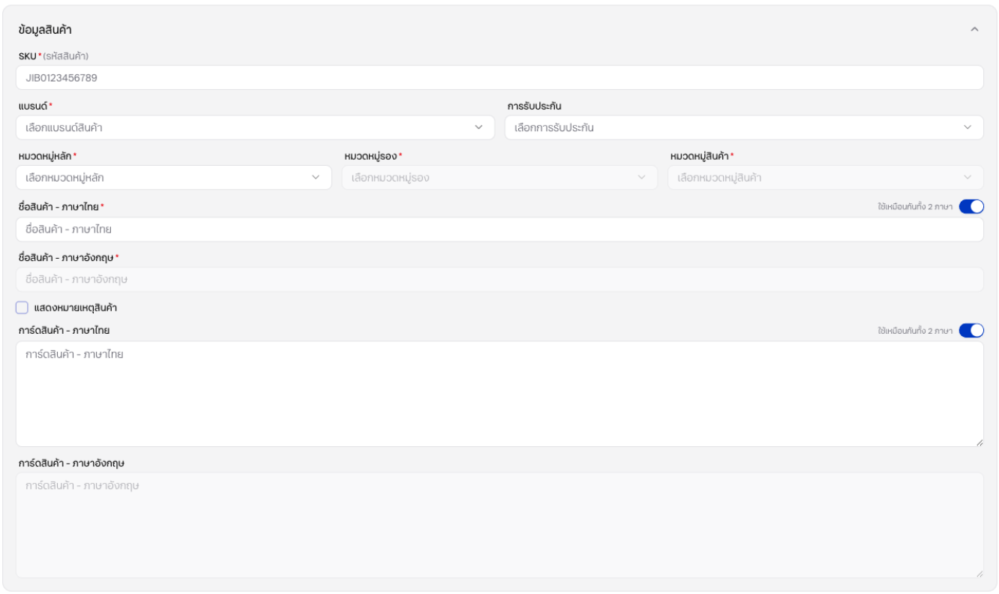 ข้อมูลสินค้า
SKU * (รหัสสินค้า)
JIB0123456789
แบรนด์ * การรับประกัน
เลือกแบรนด์สินค้า เลือกการรับประกัน
หมวดหมู่หลัก * หมวดหมู่รอง * หมวดหมู่สินค้า *
เลือกหมวดหมู่หลัก เลือกหมวดหมู่รอง เลือกหมวดหมู่สินค้า
ชื่อสินค้า - ภาษาไทย * ใช้เหมือนกันทั้ง 2 ภาษา
ชื่อสินค้า - ภาษาไทย
ชื่อสินค้า - ภาษาอังกฤษ *
ชื่อสินค้า - ภาษาอังกฤษ
แสดงหมายเหตุสินค้า
การ์ดสินค้า - ภาษาไทย ใช้เหมือนกันทั้ง 2 ภาษา
การ์ดสินค้า - ภาษาไทย
การ์ดสินค้า - ภาษาอังกฤษ
การ์ดสินค้า - ภาษาอังกฤษ